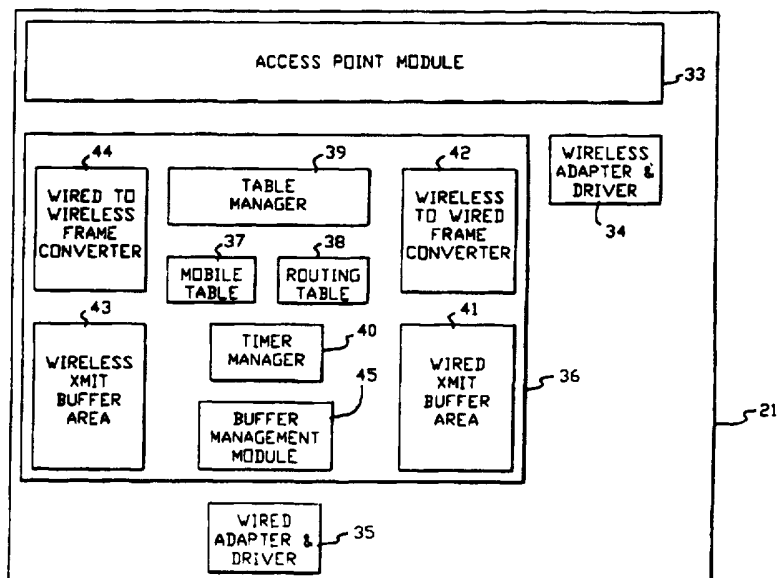 ACCESS POINT MODULE
33
44
WIRED TO
WIRELESS
FRAME
CONVERTER
39
TABLE
MANAGER
42
WIRELESS
TO WIRED
FRAME
CONVERTER
WIRELESS
ADAPTER &
DRIVER
34
37
MOBILE
TABLE
38
ROUTING
TABLE
43
WIRELESS
XMIT
BUFFER
AREA
TIMER
MANAGER
40
41
WIRED
XMIT
BUFFER
AREA
36
45
BUFFER
MANAGEMENT
MODULE
21
WIRED
ADAPTER &
DRIVER
35